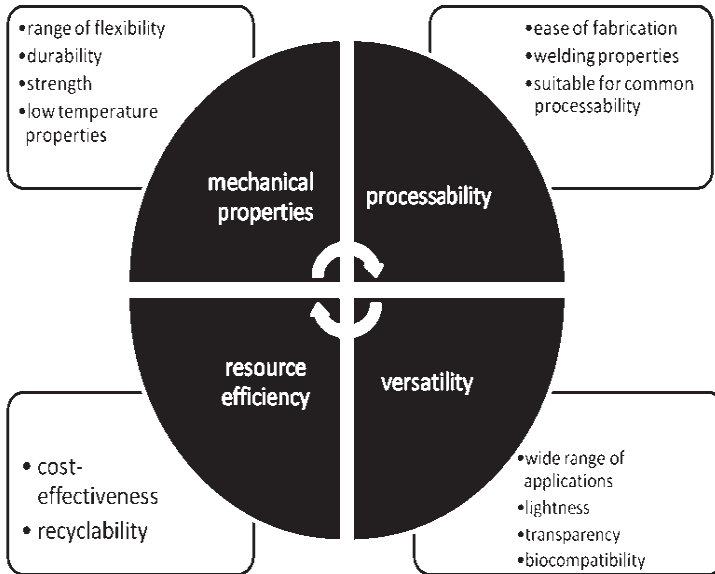 •range of flexibility
•durability
•strength
•low temperature
properties
•ease of fabrication
•welding properties
•suitable for common
processability
mechanical
properties
processability
resource
efficiency
versatility
• cost-
effectiveness
• recyclability
•wide range of
applications
•lightness
•transparency
•biocompatibility